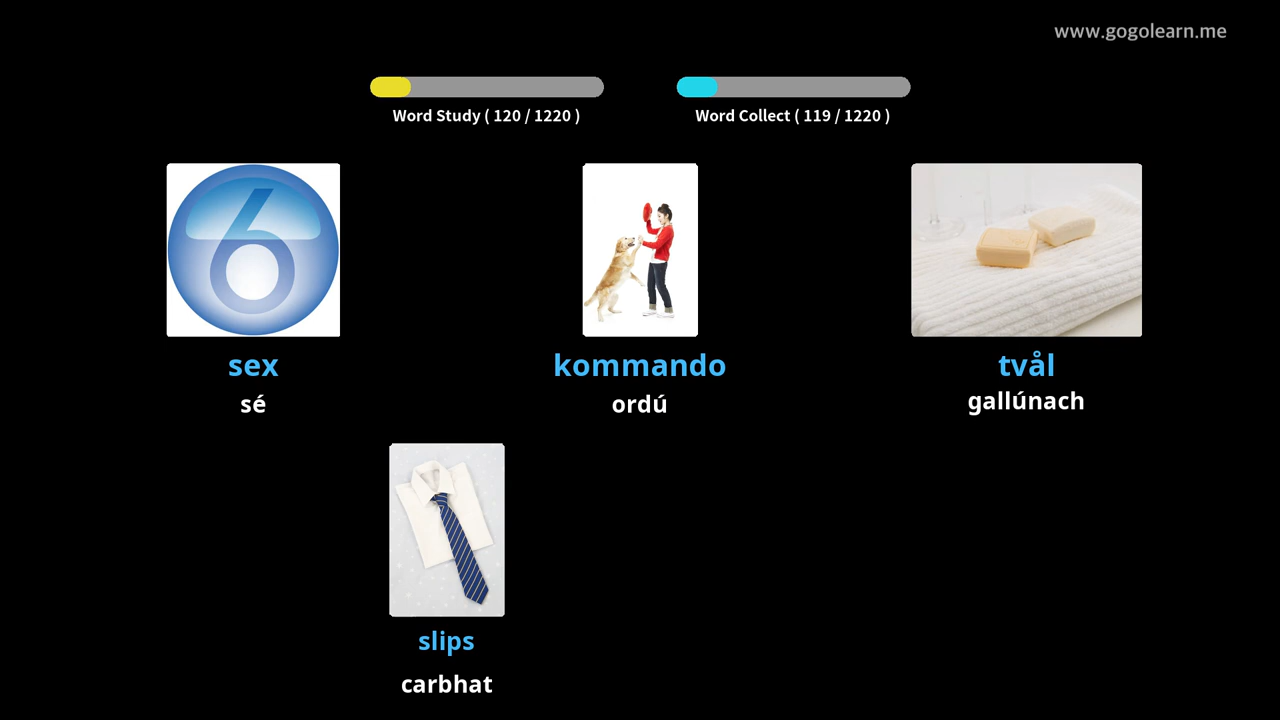 www.gogolearn.me
Word Study ( 120 / 1220 )
Word Collect ( 119 / 1220 )
6
sex
kommando
tvål
sé
ordú
gallúnach
slips
carbhat